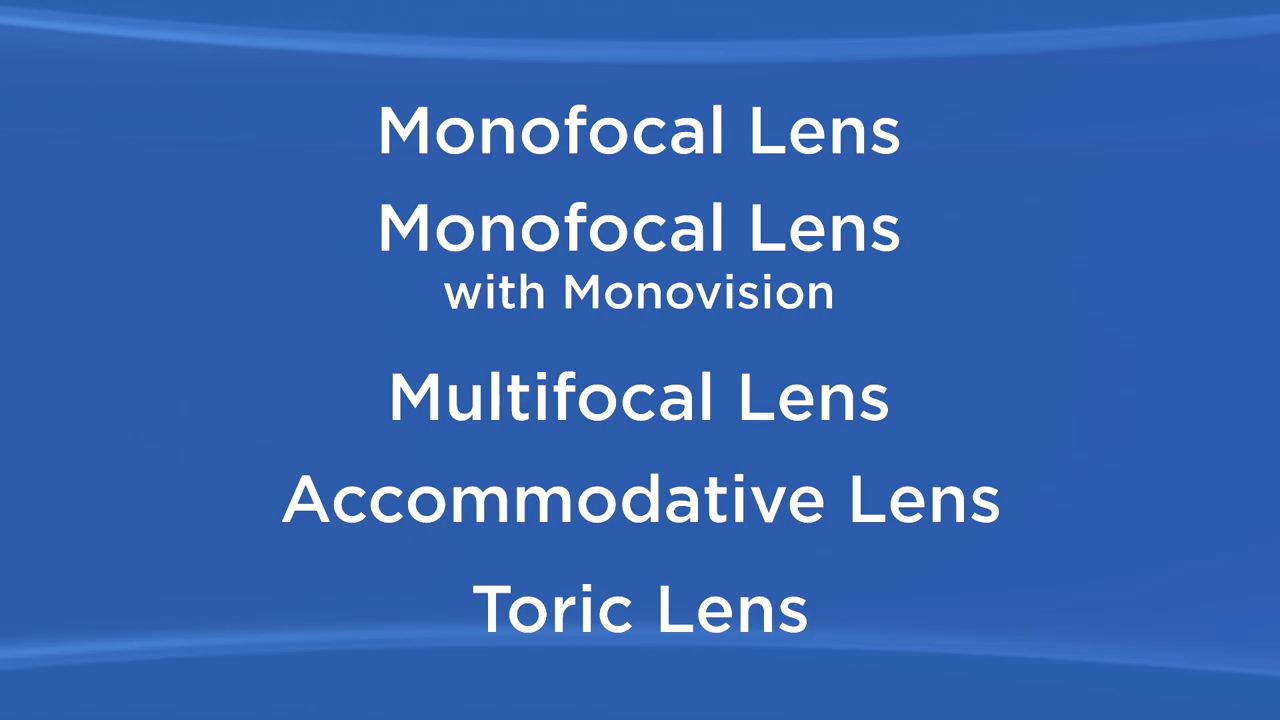 Monofocal Lens
Monofocal Lens
with Monovision
Multifocal Lens
Accommodative Lens
Toric Lens